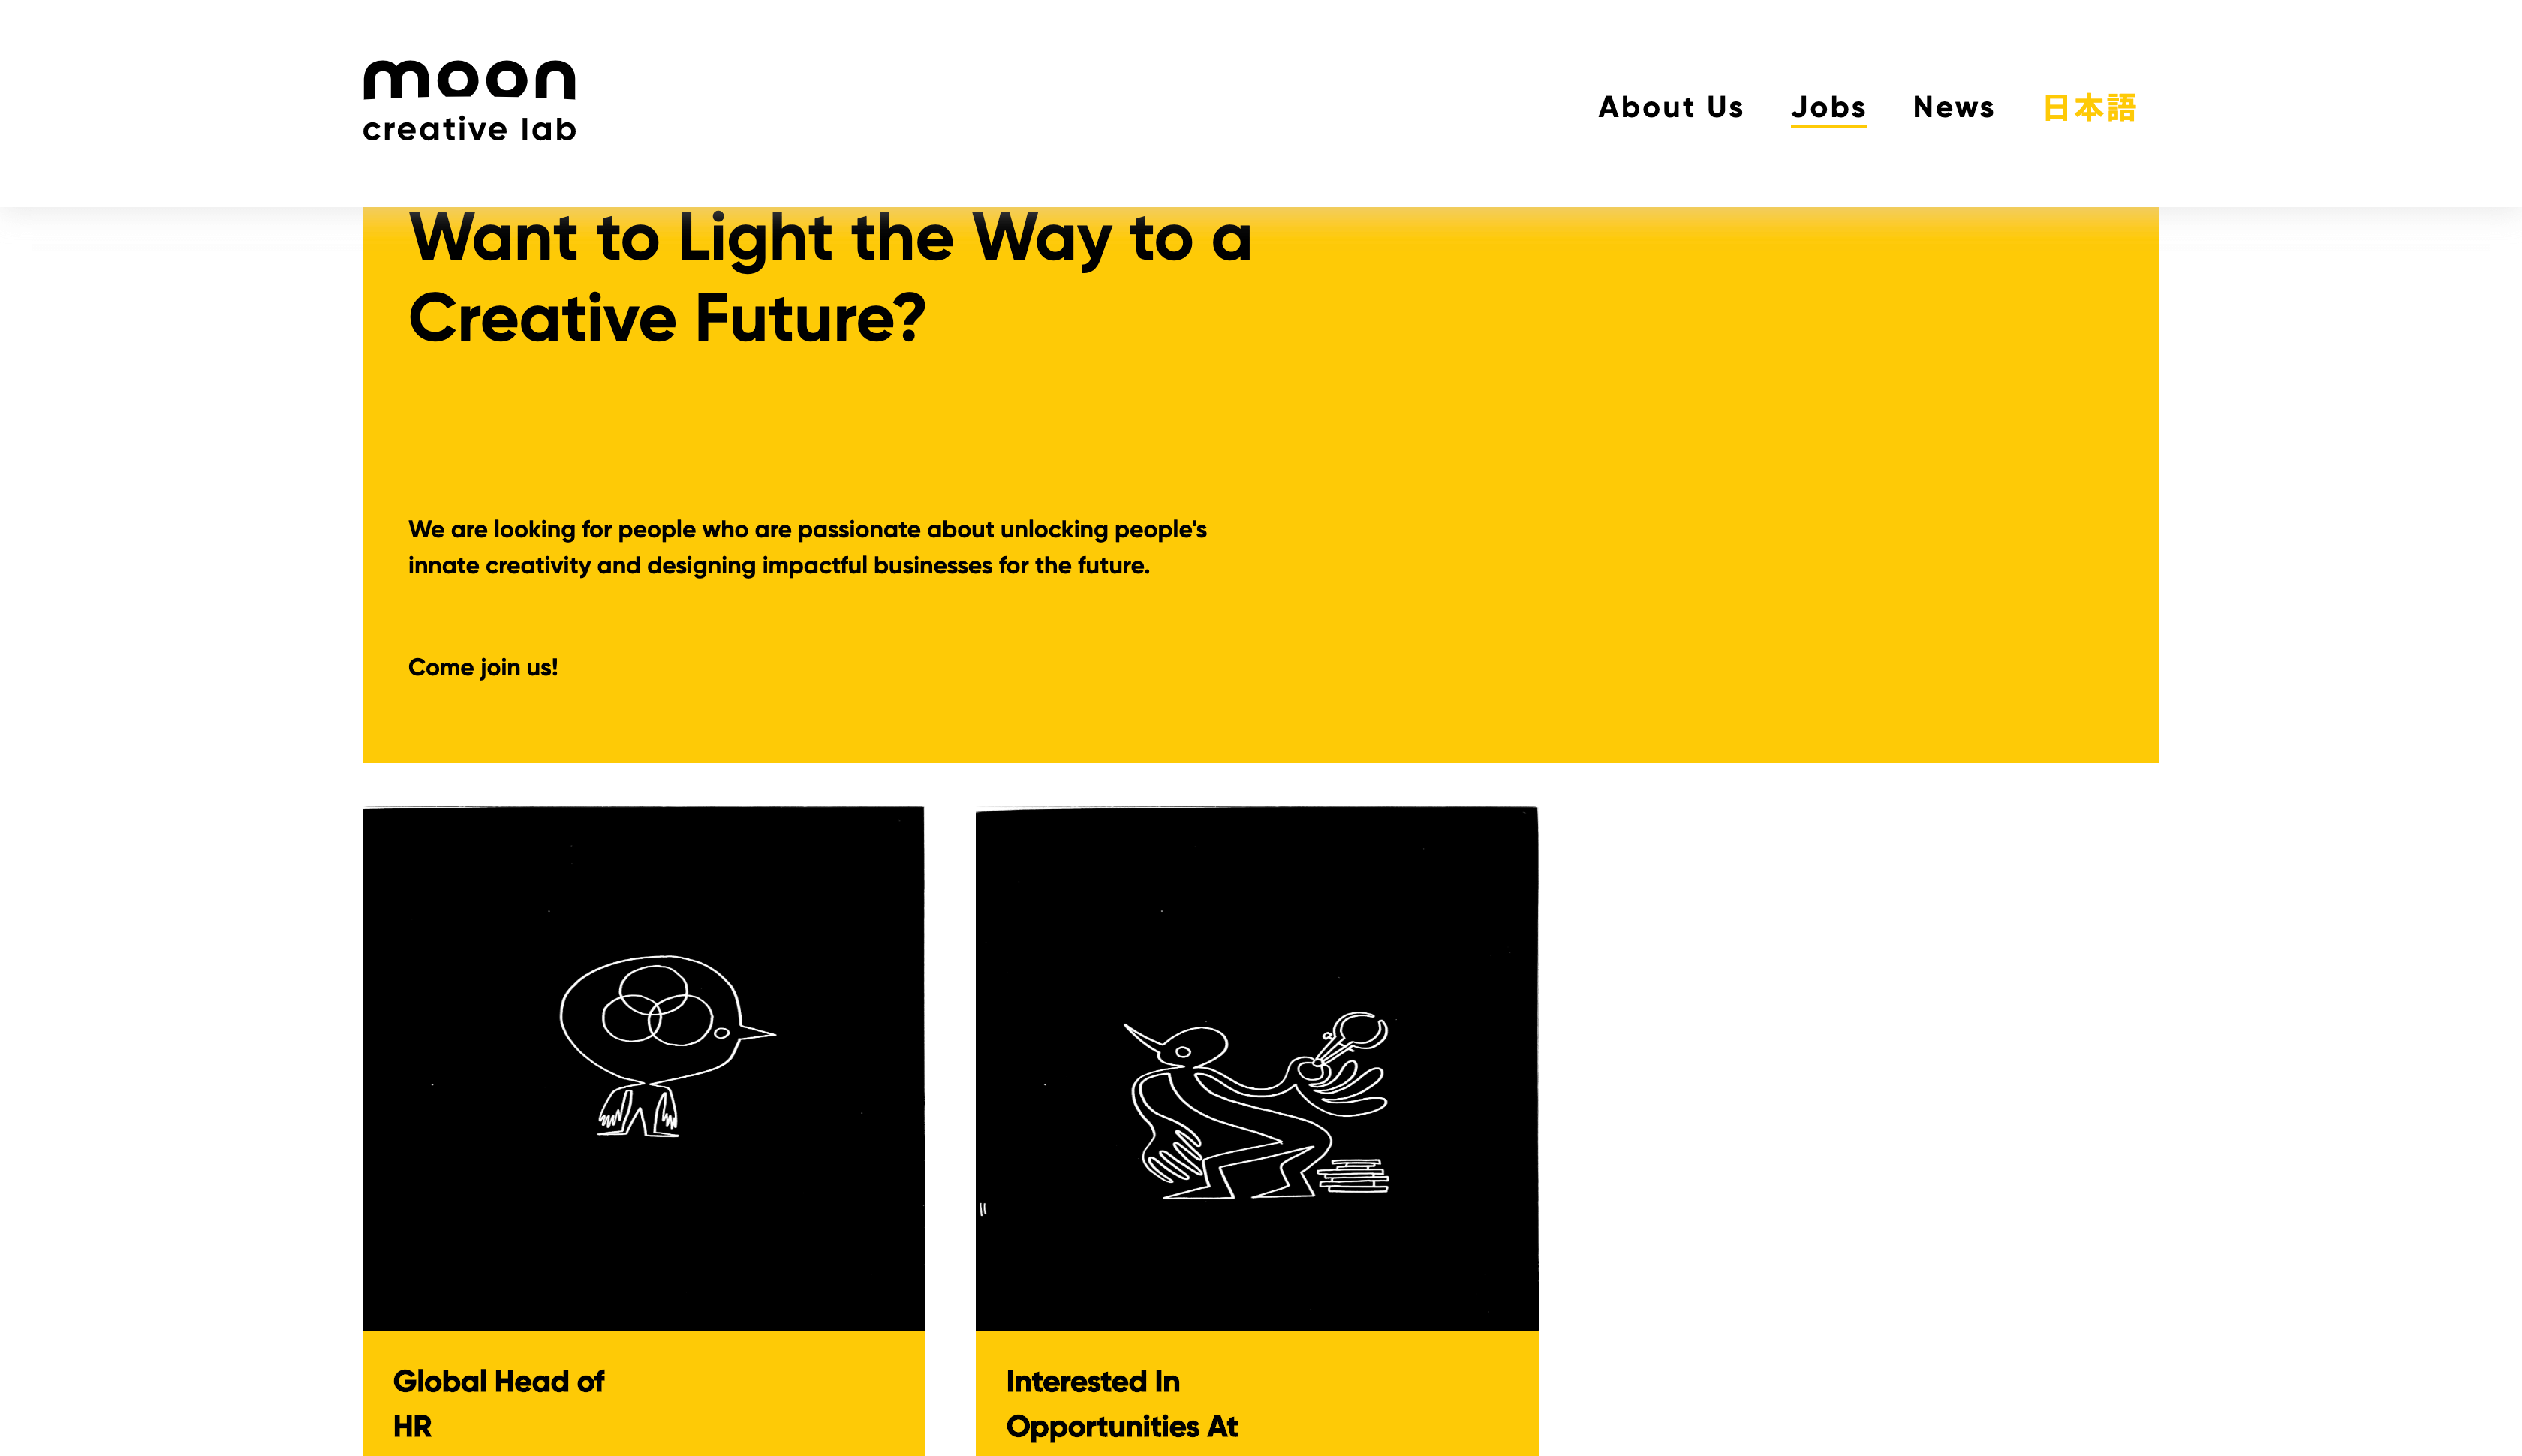 moon
creative lab
About Us Jobs News 日本語
Want to Light the Way to a
Creative Future?
We are looking for people who are passionate about unlocking people's
innate creativity and designing impactful businesses for the future.
Come join us!
Global Head of
HR
Interested In
Opportunities At